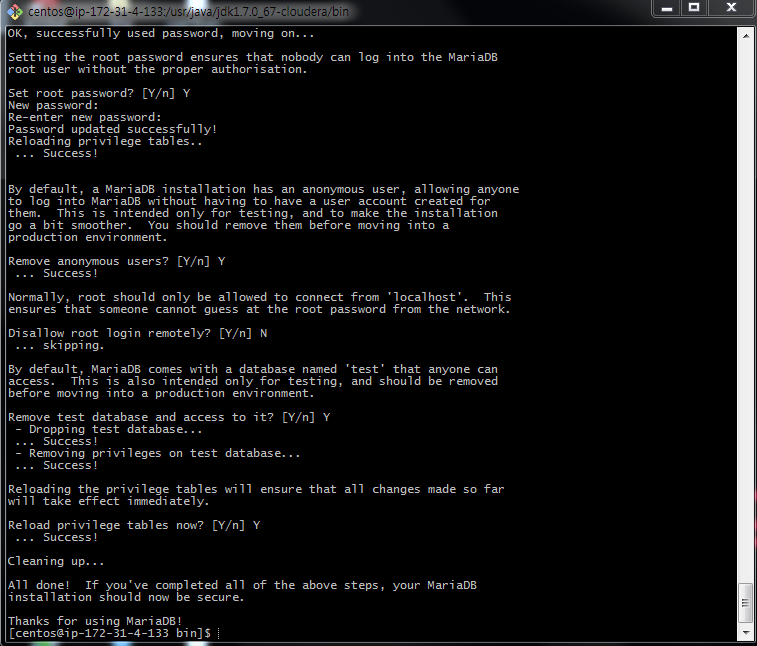 centos@ip-172-31-4-133:/usr/java/jdk1.7.0_67-cloudera/bin
OK, successfully used password, moving on...
Setting the root password ensures that nobody can log into the MariaDB
root user without the proper authorisation.
Set root password? [Y/n] Y
New password:
Re-enter new password:
Password updated successfully!
Reloading privilege tables..
 ... Success!
By default, a MariaDB installation has an anonymous user, allowing anyone
to log into MariaDB without having to have a user account created for
them.  This is intended only for testing, and to make the installation
go a bit smoother.  You should remove them before moving into a
production environment.
Remove anonymous users? [Y/n] Y
 ... Success!
Normally, root should only be allowed to connect from 'localhost'.  This
ensures that someone cannot guess at the root password from the network.
Disallow root login remotely? [Y/n] N
 ... skipping.
By default, MariaDB comes with a database named 'test' that anyone can
access.  This is also intended only for testing, and should be removed
before moving into a production environment.
Remove test database and access to it? [Y/n] Y
 - Dropping test database...
 ... Success!
 - Removing privileges on test database...
 ... Success!
Reloading the privilege tables will ensure that all changes made so far
will take effect immediately.
Reload privilege tables now? [Y/n] Y
 ... Success!
Cleaning up...
All done!  If you've completed all of the above steps, your MariaDB
installation should now be secure.
Thanks for using MariaDB!
[centos@ip-172-31-4-133 bin]$